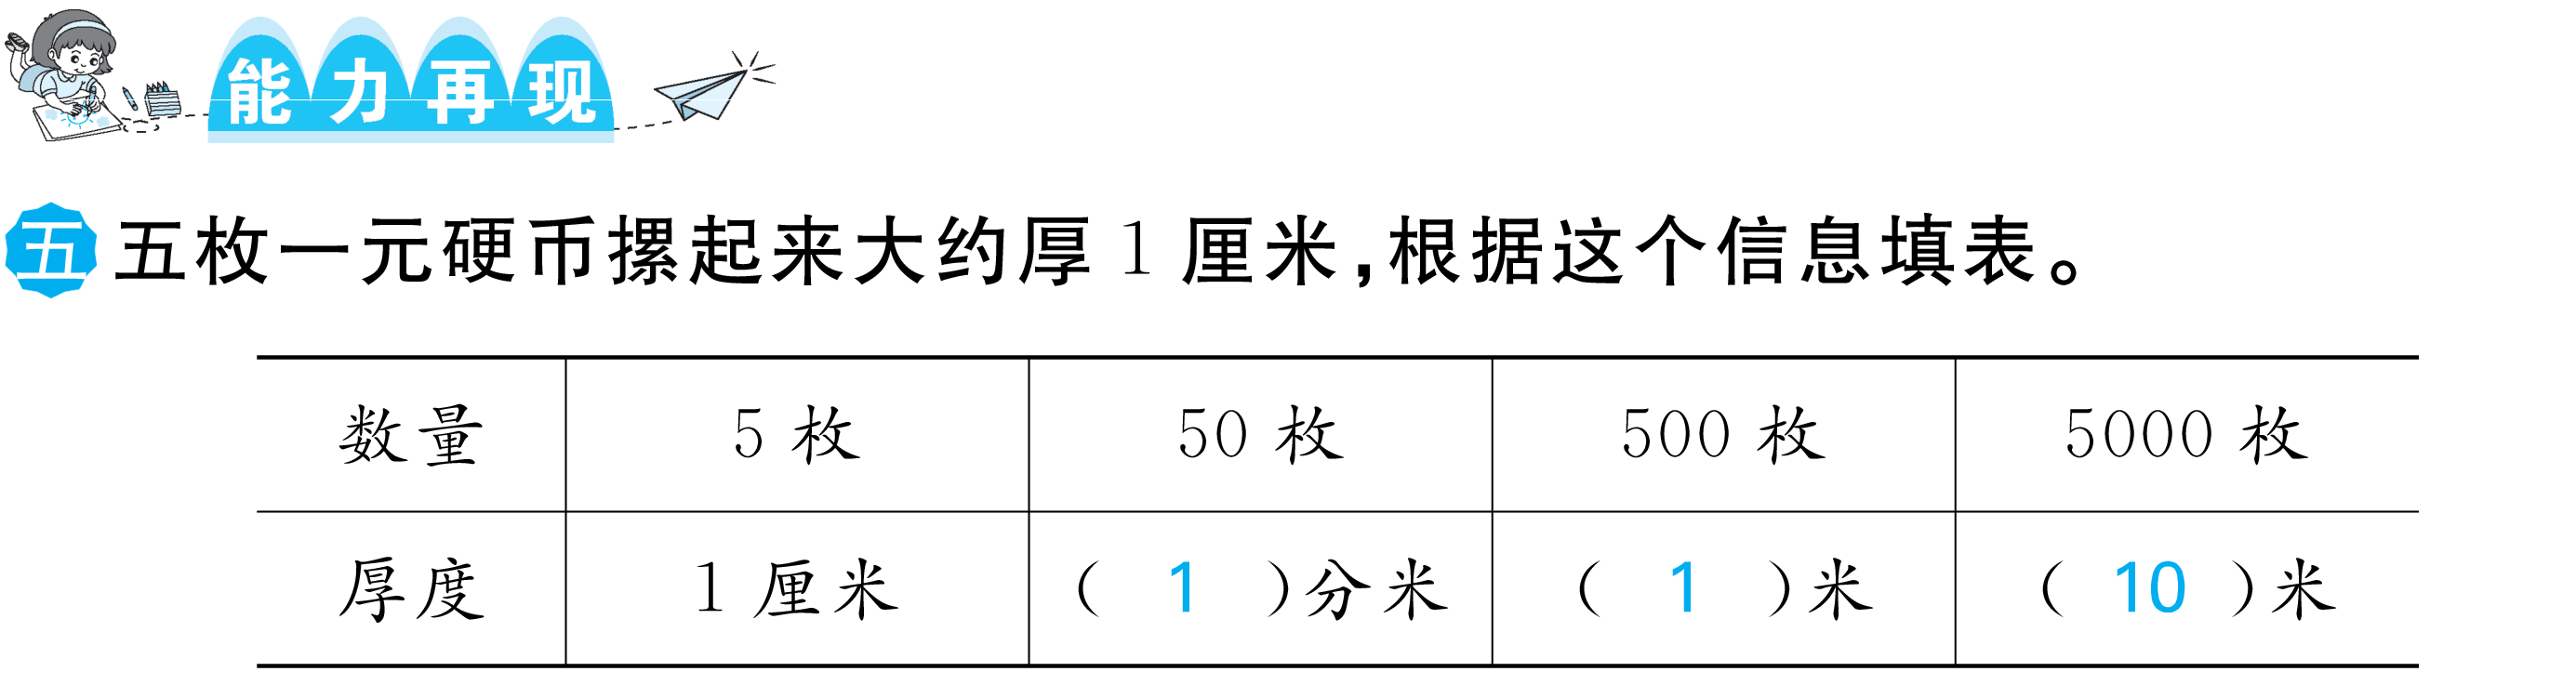 能力再现
五 五枚一元硬币摞起来大约厚1厘米,根据这个信息填表。
数量 5枚 50枚 500枚 5000枚
厚度 1厘米 ( 1 )分米 ( 1 )米 ( 10 )米